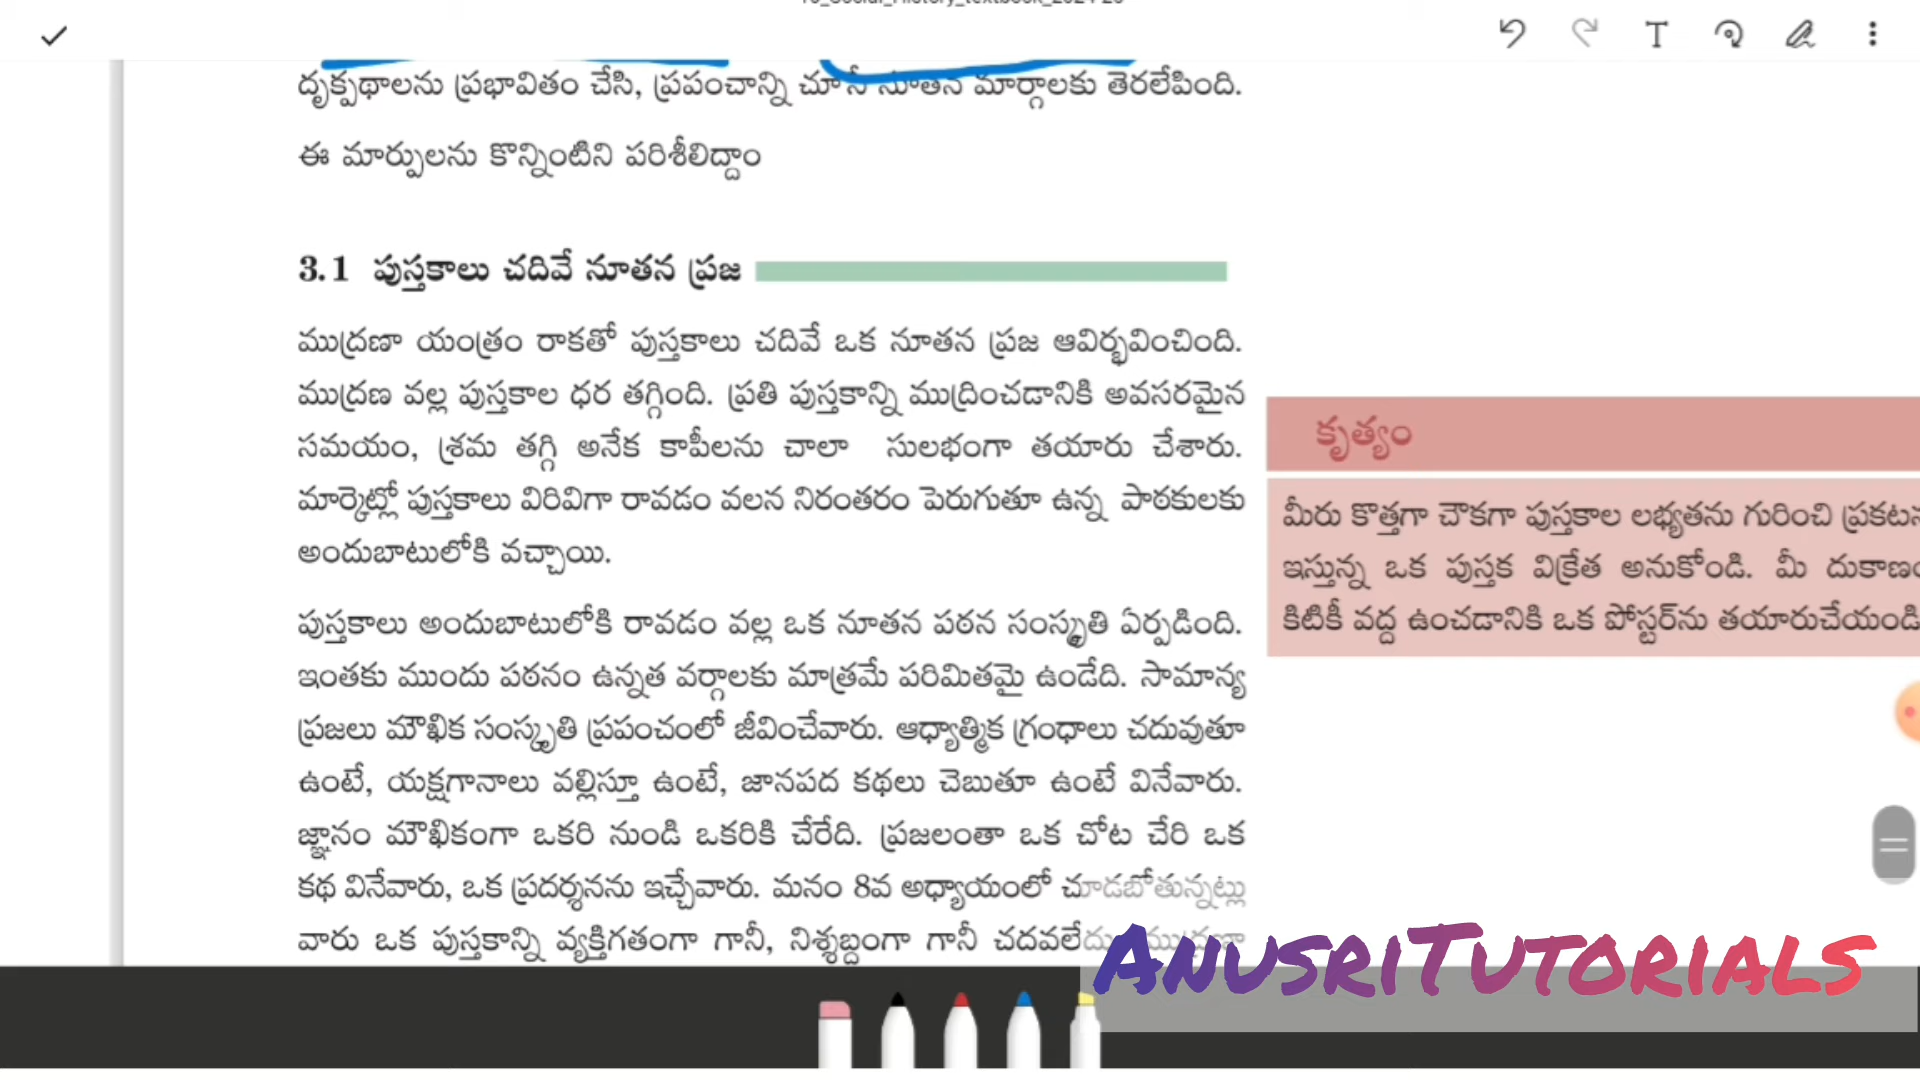 దృక్పథాలను ప్రభావితం చేసి, ప్రపంచాన్ని చూసే నూతన మార్గాలకు తెరలేపింది.
ఈ మార్పులను కొన్నింటిని పరిశీలిద్దాం
3.1 పుస్తకాలు చదివే నూతన ప్రజ
ముద్రణా యంత్రం రాకతో పుస్తకాలు చదివే ఒక నూతన ప్రజ ఆవిర్భవించింది.
ముద్రణ వల్ల పుస్తకాల ధర తగ్గింది. ప్రతి పుస్తకాన్ని ముద్రించడానికి అవసరమైన
సమయం, శ్రమ తగ్గి అనేక కాపీలను చాలా సులభంగా తయారు చేశారు.
మార్కెట్లో పుస్తకాలు విరివిగా రావడం వలన నిరంతరం పెరుగుతూ ఉన్న పాఠకులకు
అందుబాటులోకి వచ్చాయి.
పుస్తకాలు అందుబాటులోకి రావడం వల్ల ఒక నూతన పఠన సంస్కృతి ఏర్పడింది.
ఇంతకు ముందు పఠనం ఉన్నత వర్గాలకు మాత్రమే పరిమితమై ఉండేది. సామాన్య
ప్రజలు మౌఖిక సంస్కృతి ప్రపంచంలో జీవించేవారు. ఆధ్యాత్మిక గ్రంధాలు చదువుతూ
ఉంటే, యక్షగానాలు వల్లిస్తూ ఉంటే, జానపద కథలు చెబుతూ ఉంటే వినేవారు.
జ్ఞానం మౌఖికంగా ఒకరి నుండి ఒకరికి చేరేది. ప్రజలంతా ఒక చోట చేరి ఒక
కథ వినేవారు, ఒక ప్రదర్శనను ఇచ్చేవారు. మనం 8వ అధ్యాయంలో చూడబోతున్నట్లు
వారు ఒక పుస్తకాన్ని వ్యక్తిగతంగా గానీ, నిశ్శబ్దంగా గానీ చదవలేదు. ముద్రణా
కృత్యం
మీరు కొత్తగా చౌకగా పుస్తకాల లభ్యతను గురించి ప్రకటన
ఇస్తున్న ఒక పుస్తక విక్రేత అనుకోండి. మీ దుకాణం
కిటికీ వద్ద ఉంచడానికి ఒక పోస్టర్‌ను తయారుచేయండి
AnusriTutorials